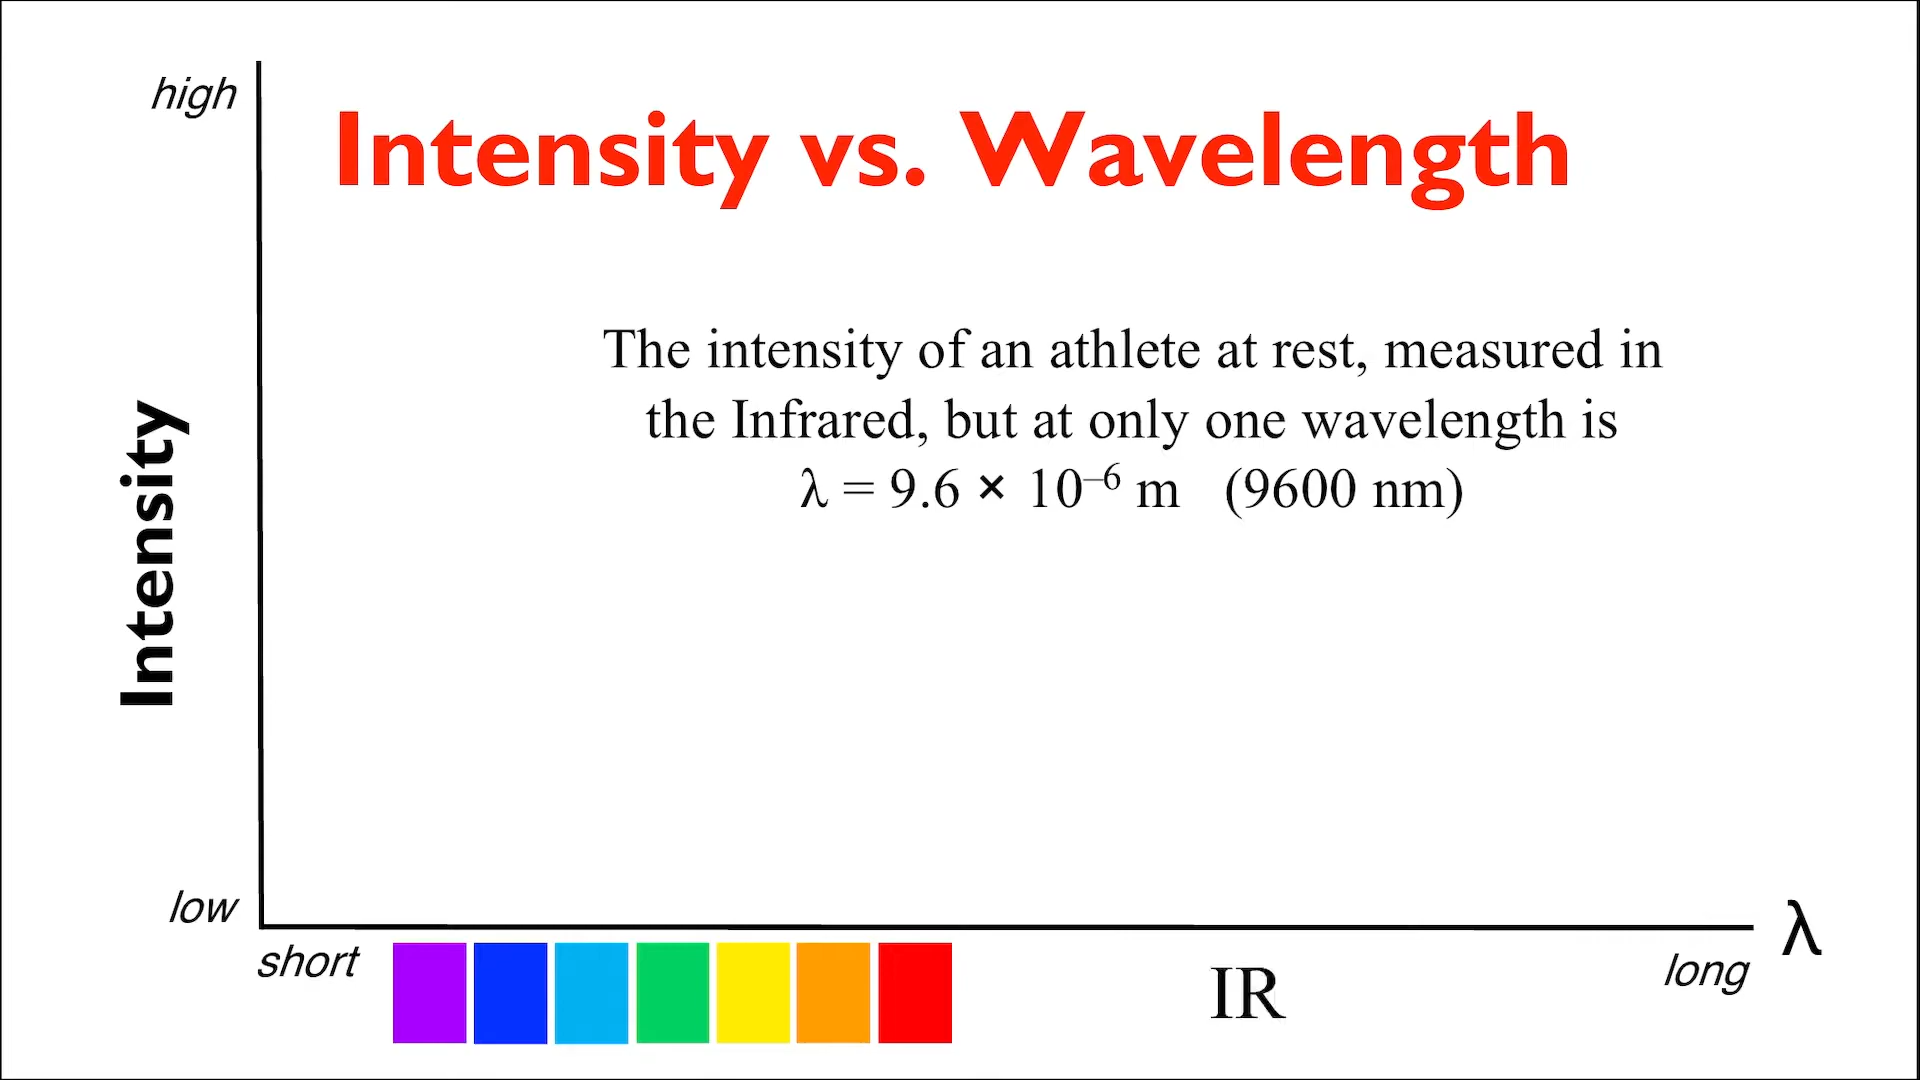 high
Intensity vs. Wavelength
The intensity of an athlete at rest, measured in
the Infrared, but at only one wavelength is
λ = 9.6 × 10⁻⁶ m (9600 nm)
Intensity
low
short
IR
long
λ